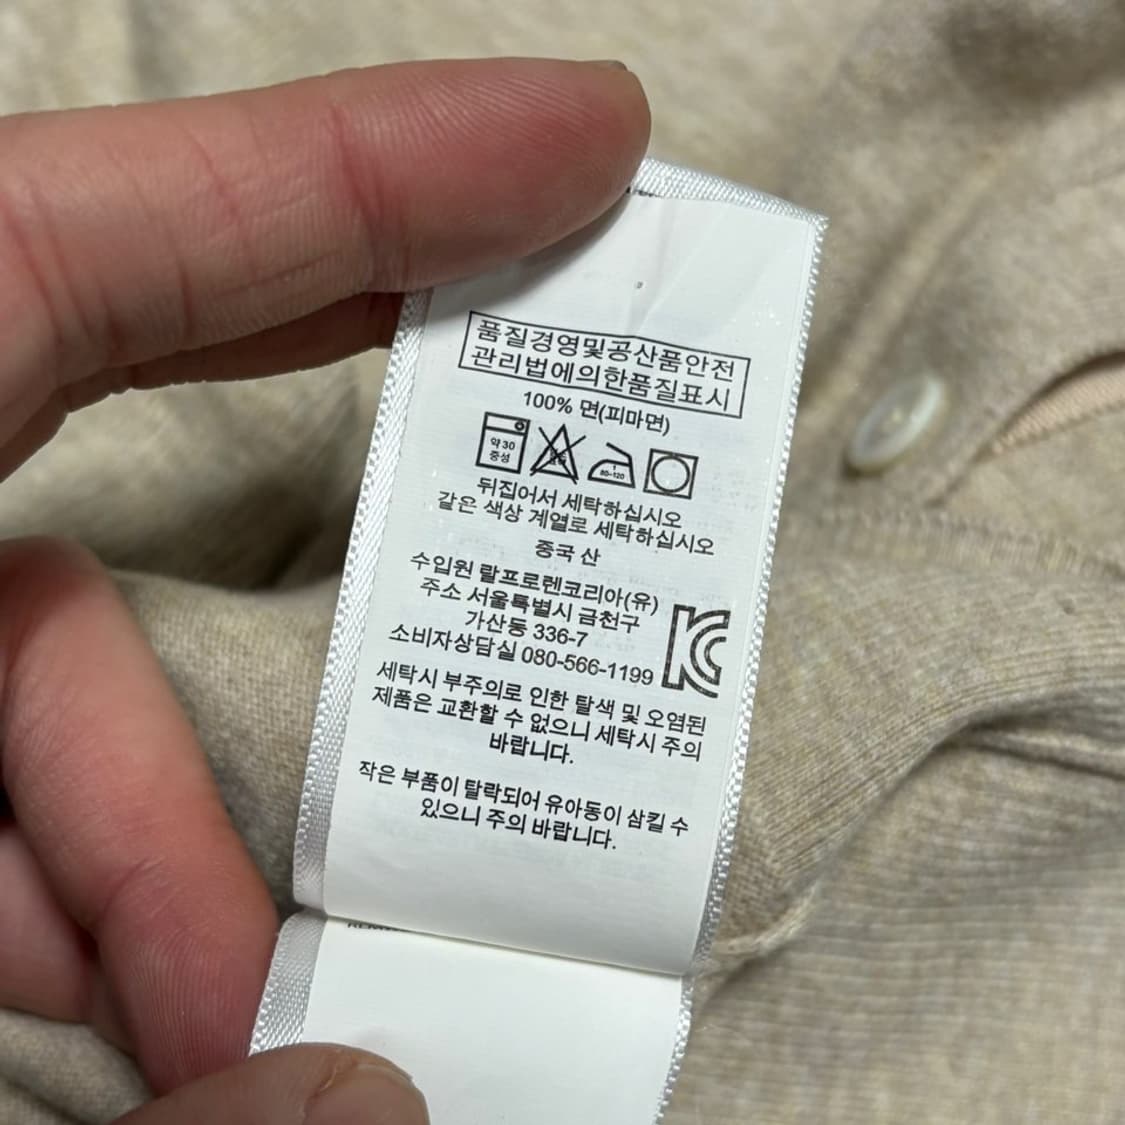 품질경영및공산품안전
관리법에의한품질표시
100% 면(피마면)
약 30
중성
1
80~120
뒤집어서 세탁하십시오
같은 색상 계열로 세탁하십시오
중국 산
수입원 랄프로렌코리아(유)
주소 서울특별시 금천구
가산동 336-7
소비자상담실 080-566-1199
세탁시 부주의로 인한 탈색 및 오염된
제품은 교환할 수 없으니 세탁시 주의
바랍니다.
작은 부품이 탈락되어 유아동이 삼킬 수
있으니 주의 바랍니다.